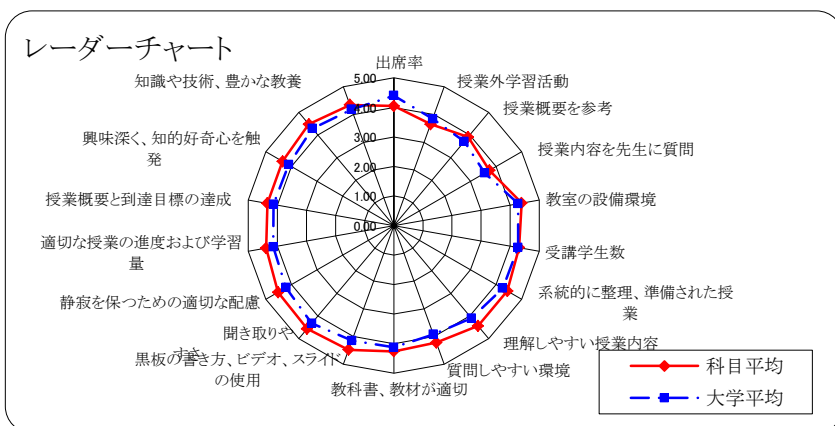 レーダーチャート
出席率
授業外学習活動
授業概要を参考
授業内容を先生に質問
教室の設備環境
受講学生数
系統的に整理、準備された授
業
理解しやすい授業内容
質問しやすい環境
教科書、教材が適切
黒板の書き方、ビデオ、スライド
の使用
聞き取りや
すさ
静寂を保つための適切な配慮
適切な授業の進度および学習
量
授業概要と到達目標の達成
興味深く、知的好奇心を触
発
知識や技術、豊かな教養
5.00
4.00
3.00
2.00
1.00
0.00
科目平均
大学平均